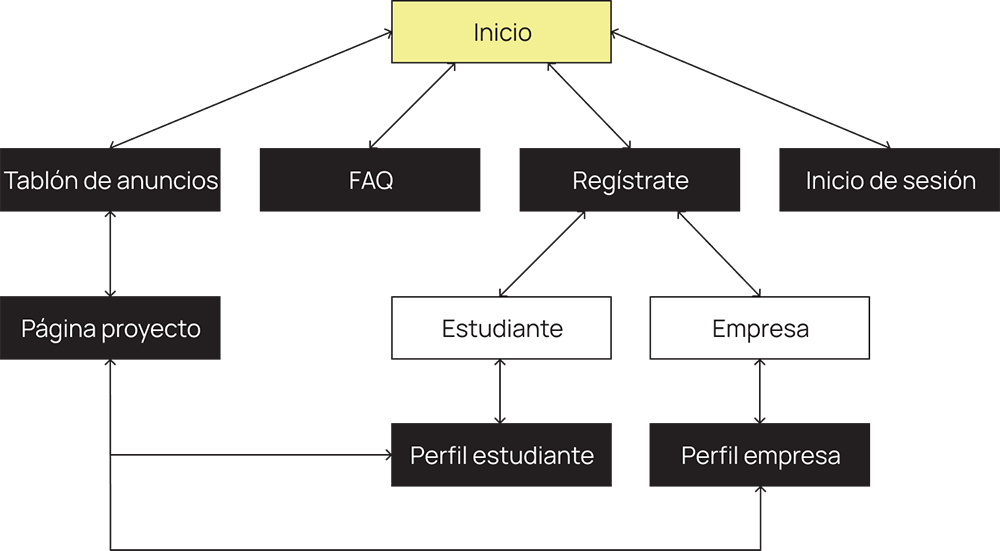 Inicio
Tablón de anuncios
FAQ
Regístrate
Inicio de sesión
Página proyecto
Estudiante
Empresa
Perfil estudiante
Perfil empresa